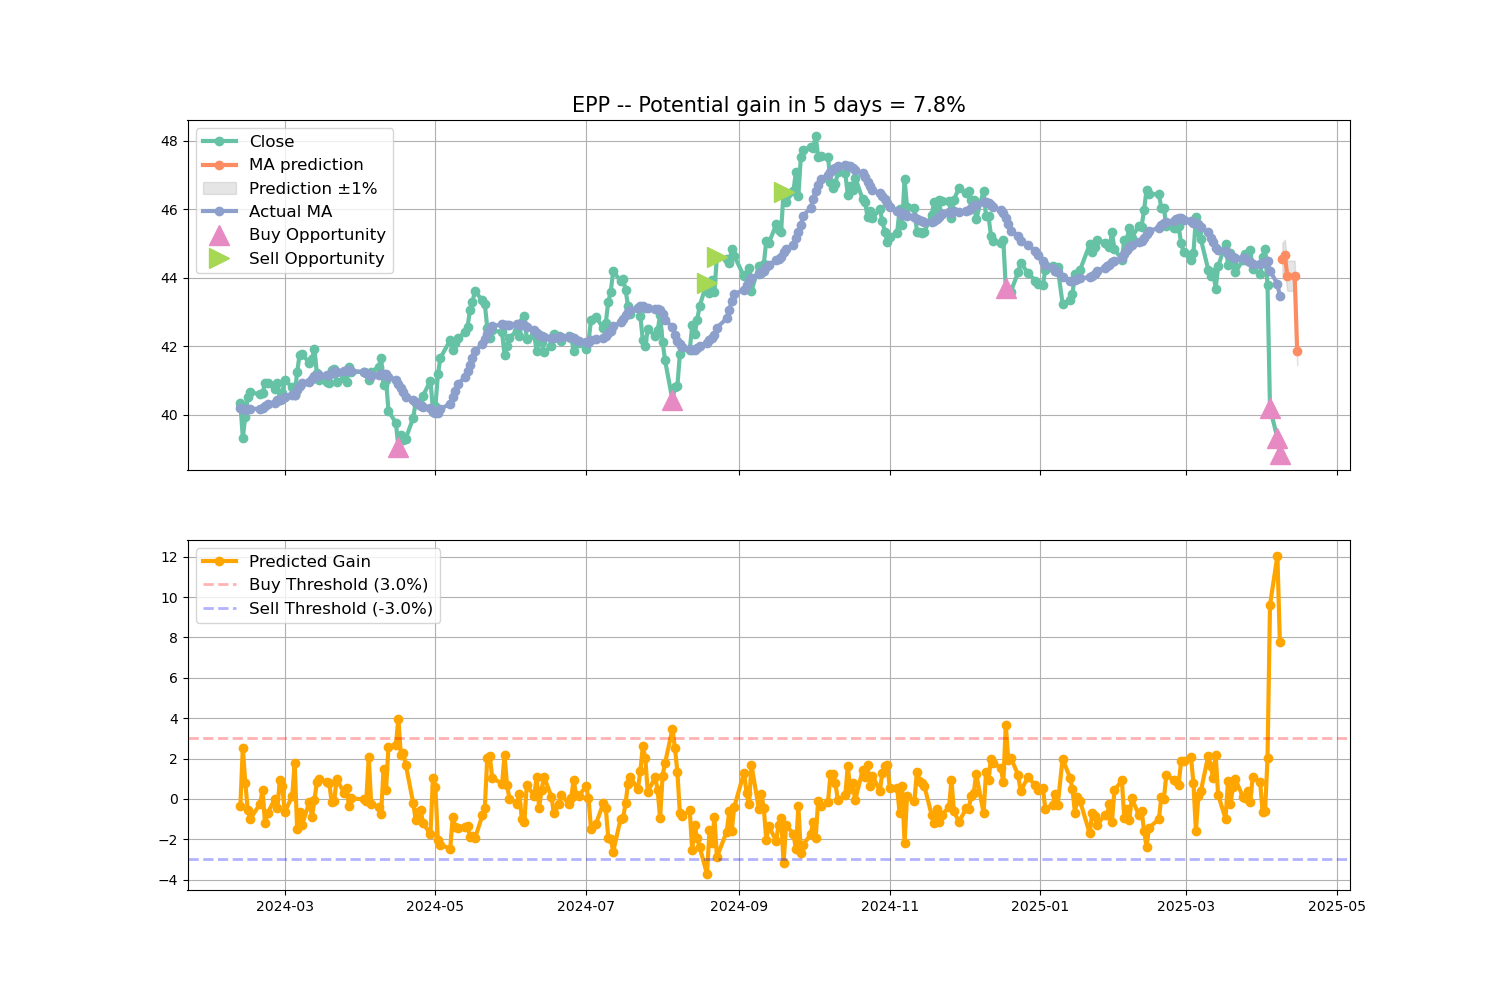 EPP -- Potential gain in 5 days = 7.8%
48
46
44
42
40
Close
MA prediction
Prediction ±1%
Actual MA
Buy Opportunity
Sell Opportunity
12
10
8
6
4
2
0
−2
−4
Predicted Gain
Buy Threshold (3.0%)
Sell Threshold (-3.0%)
2024-03
2024-05
2024-07
2024-09
2024-11
2025-01
2025-03
2025-05